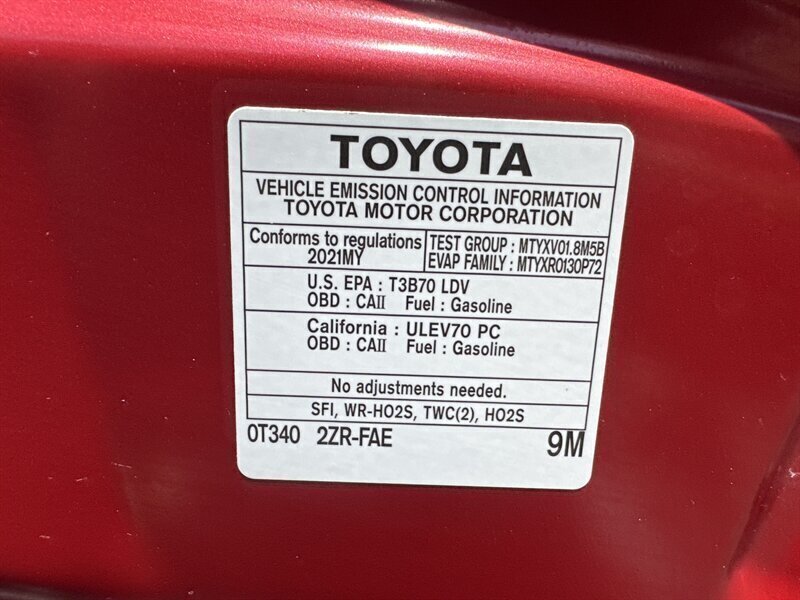 TOYOTA
VEHICLE EMISSION CONTROL INFORMATION
TOYOTA MOTOR CORPORATION
Conforms to regulations
2021MY
TEST GROUP : MTYXV01.8M5B
EVAP FAMILY : MTYXR0130P72
U.S. EPA : T3B70 LDV
OBD : CAII Fuel : Gasoline
California : ULEV70 PC
OBD : CAII Fuel : Gasoline
No adjustments needed.
SFI, WR-HO2S, TWC(2), HO2S
0T340 2ZR-FAE 9M